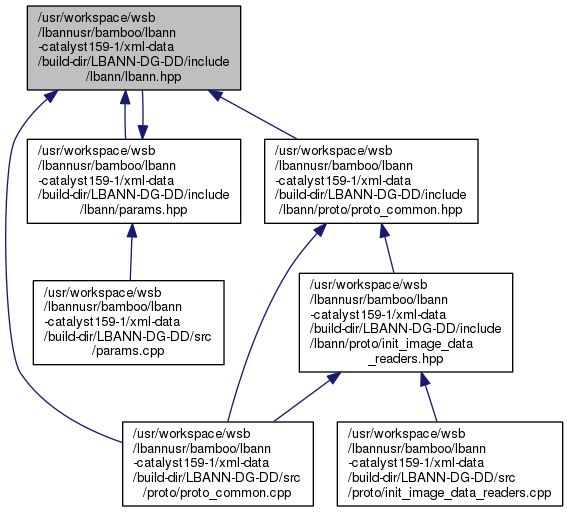 /usr/workspace/wsb
/lbannusr/bamboo/lbann
-catalyst159-1/xml-data
/build-dir/LBANN-DG-DD/include
/lbann/lbann.hpp
/usr/workspace/wsb
/lbannusr/bamboo/lbann
-catalyst159-1/xml-data
/build-dir/LBANN-DG-DD/include
/lbann/params.hpp
/usr/workspace/wsb
/lbannusr/bamboo/lbann
-catalyst159-1/xml-data
/build-dir/LBANN-DG-DD/include
/lbann/proto/proto_common.hpp
/usr/workspace/wsb
/lbannusr/bamboo/lbann
-catalyst159-1/xml-data
/build-dir/LBANN-DG-DD/src
/params.cpp
/usr/workspace/wsb
/lbannusr/bamboo/lbann
-catalyst159-1/xml-data
/build-dir/LBANN-DG-DD/include
/lbann/proto/init_image_data
_readers.hpp
/usr/workspace/wsb
/lbannusr/bamboo/lbann
-catalyst159-1/xml-data
/build-dir/LBANN-DG-DD/src
/proto/proto_common.cpp
/usr/workspace/wsb
/lbannusr/bamboo/lbann
-catalyst159-1/xml-data
/build-dir/LBANN-DG-DD/src
/proto/init_image_data_readers.cpp